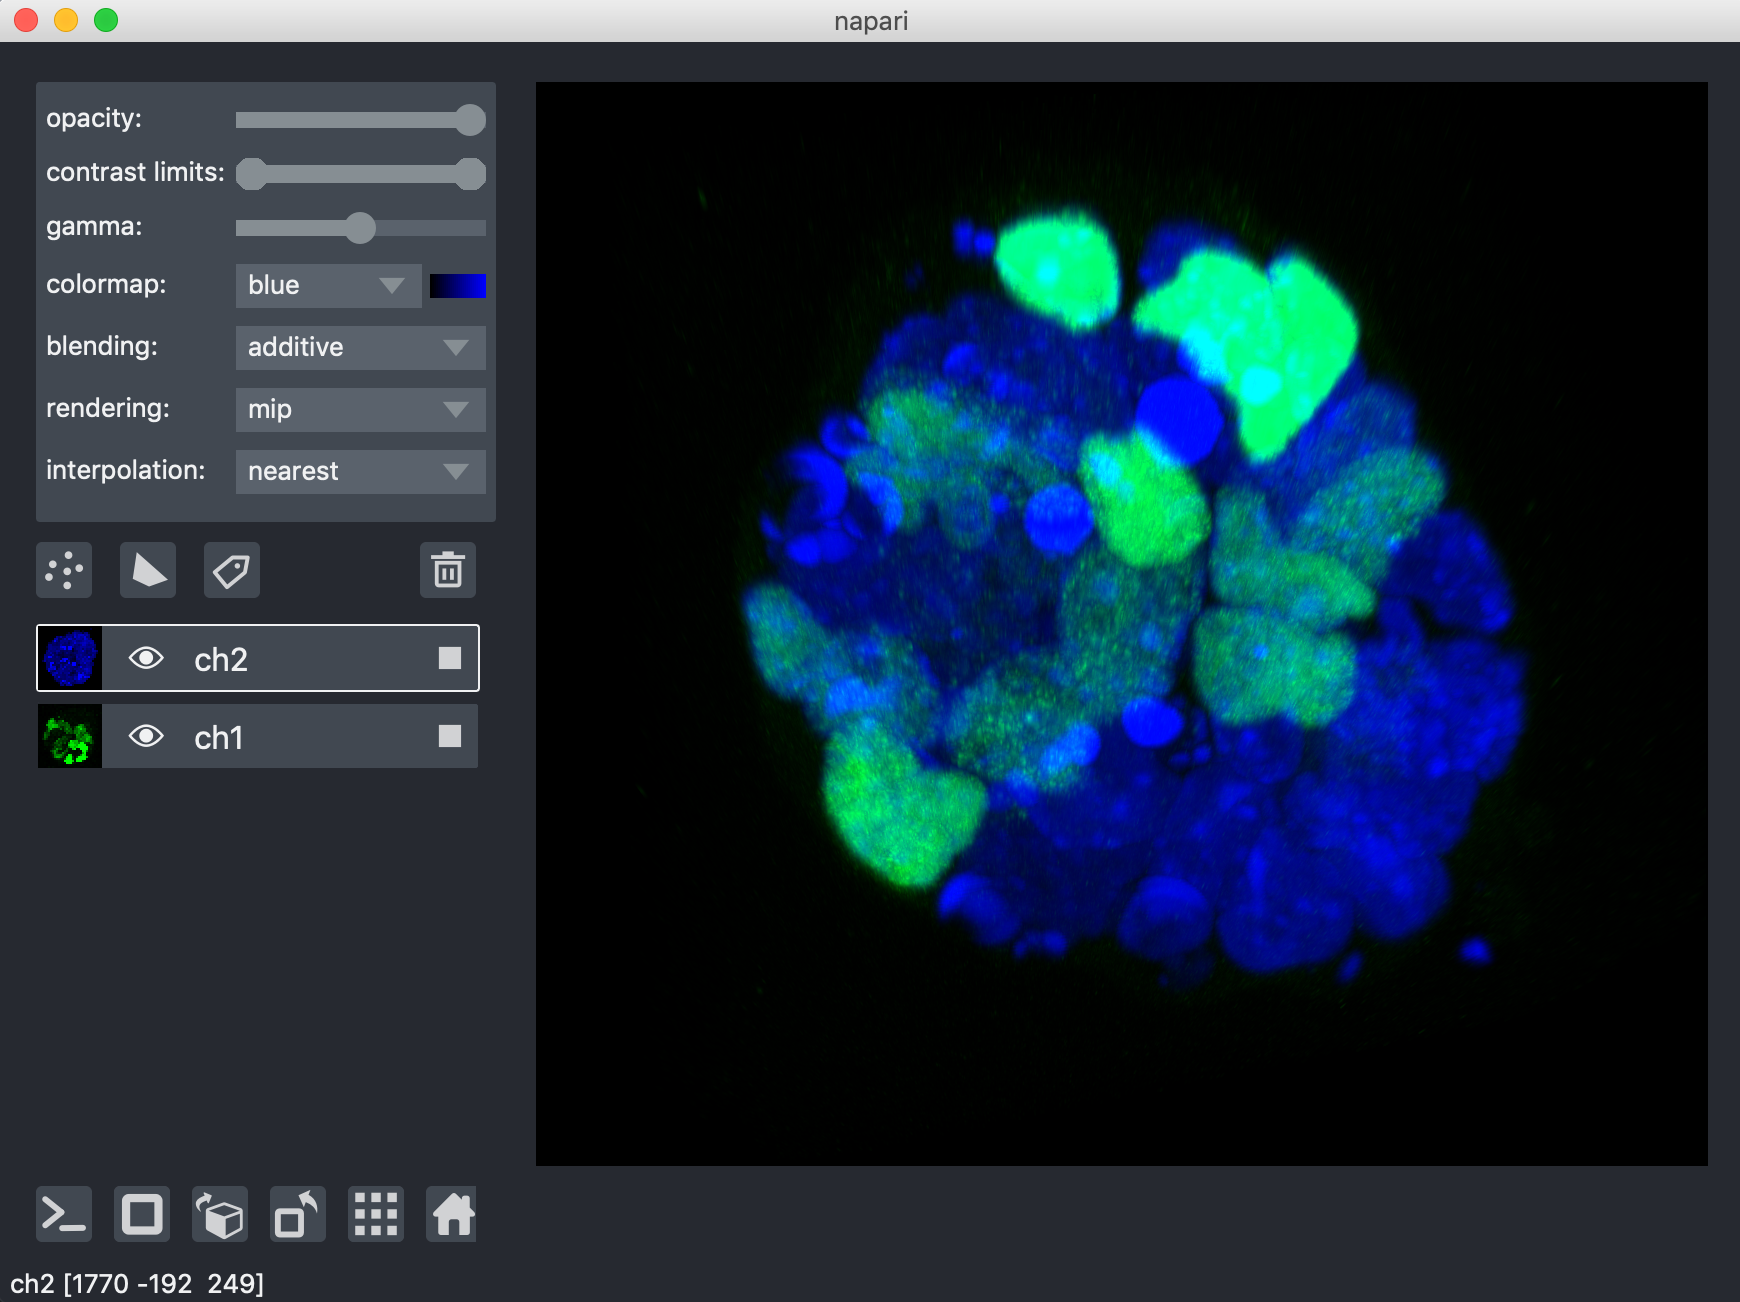 napari
opacity:
contrast limits:
gamma:
colormap: blue
blending: additive
rendering: mip
interpolation: nearest
ch2
ch1
ch2 [1770 -192  249]